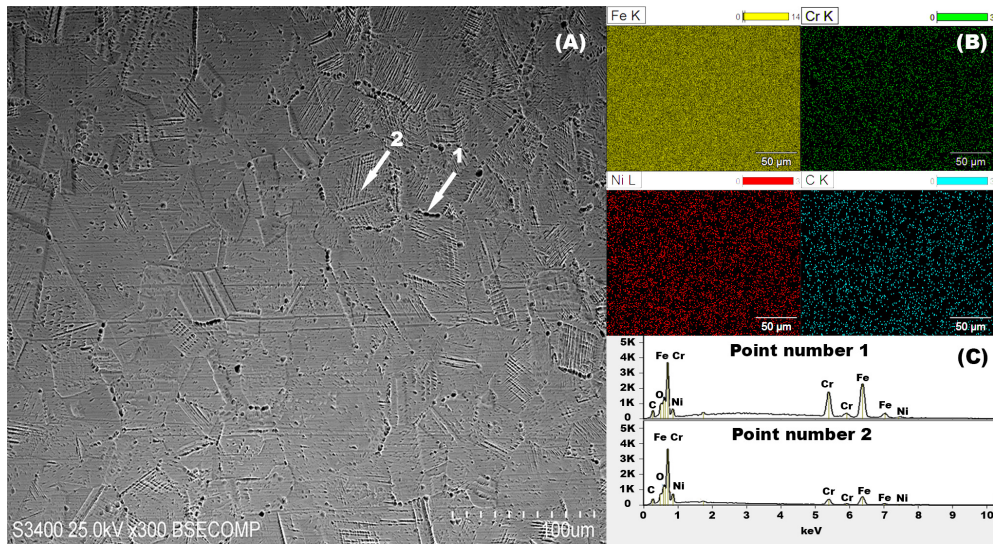 (A)
2
1
S3400 25.0kV x300 BSECOMP
100um
Fe K
0
14
Cr K
0
3
(B)
50 µm
50 µm
Ni L
0
3
C K
0
50 µm
50 µm
5K
4K
3K
2K
1K
0
Point number 1
(C)
Fe Cr
O
C
Ni
Cr
Cr
Fe
Fe
Ni
5K
4K
3K
2K
1K
0
Point number 2
Fe Cr
O
C
Ni
Cr
Cr
Fe
Fe
Ni
0 1 2 3 4 5 6 7 8 9 10
keV